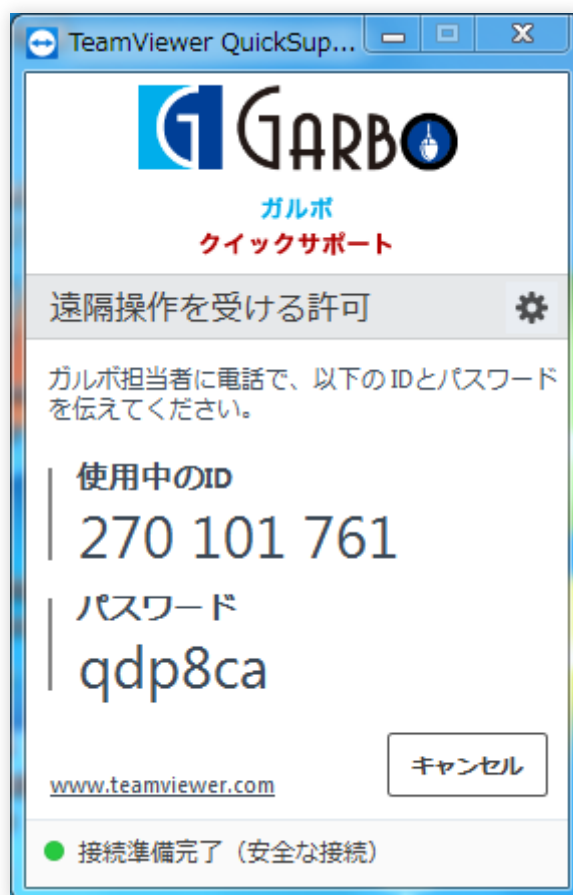 TeamViewer QuickSup...
GARBO
ガルボ
クイックサポート
遠隔操作を受ける許可
ガルボ担当者に電話で、以下のIDとパスワード
を伝えてください。
使用中のID
270 101 761
パスワード
qdp8ca
キャンセル
www.teamviewer.com
接続準備完了（安全な接続）